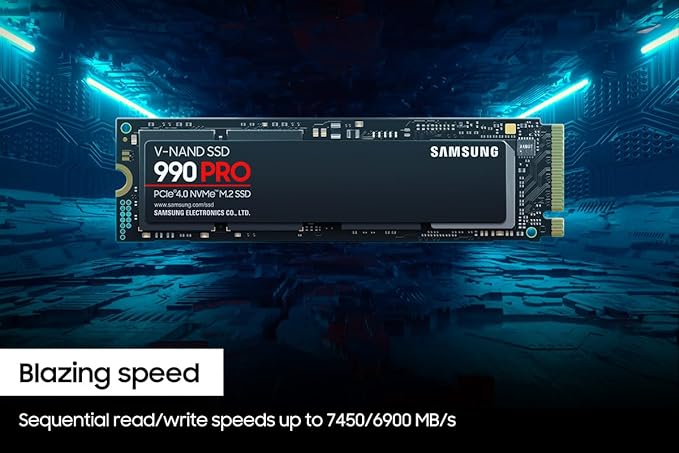 V-NAND SSD
990 PRO
PCIe® 4.0 NVMe™ M.2 SSD
www.samsung.com/ssd
SAMSUNG ELECTRONICS CO., LTD.
SAMSUNG
Blazing speed
Sequential read/write speeds up to 7450/6900 MB/s